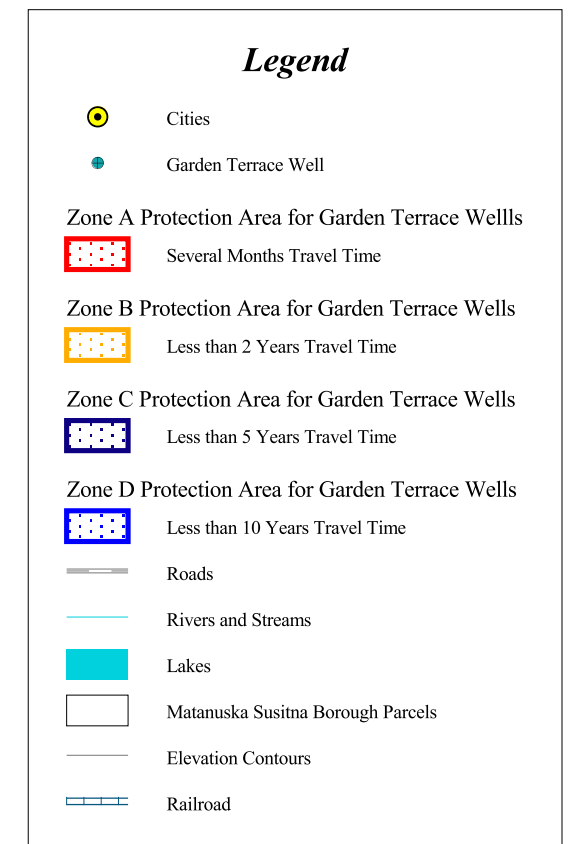 Legend
Cities
Garden Terrace Well
Zone A Protection Area for Garden Terrace Wellls
Several Months Travel Time
Zone B Protection Area for Garden Terrace Wells
Less than 2 Years Travel Time
Zone C Protection Area for Garden Terrace Wells
Less than 5 Years Travel Time
Zone D Protection Area for Garden Terrace Wells
Less than 10 Years Travel Time
Roads
Rivers and Streams
Lakes
Matanuska Susitna Borough Parcels
Elevation Contours
Railroad